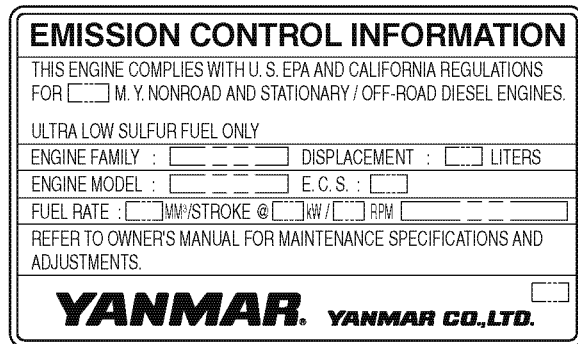 EMISSION CONTROL INFORMATION
THIS ENGINE COMPLIES WITH U. S. EPA AND CALIFORNIA REGULATIONS
FOR M. Y. NONROAD AND STATIONARY / OFF-ROAD DIESEL ENGINES.
ULTRA LOW SULFUR FUEL ONLY
ENGINE FAMILY : DISPLACEMENT : LITERS
ENGINE MODEL : E. C. S. :
FUEL RATE : MM³/STROKE @ kW / RPM
REFER TO OWNER'S MANUAL FOR MAINTENANCE SPECIFICATIONS AND
ADJUSTMENTS.
YANMAR. YANMAR CO.,LTD.